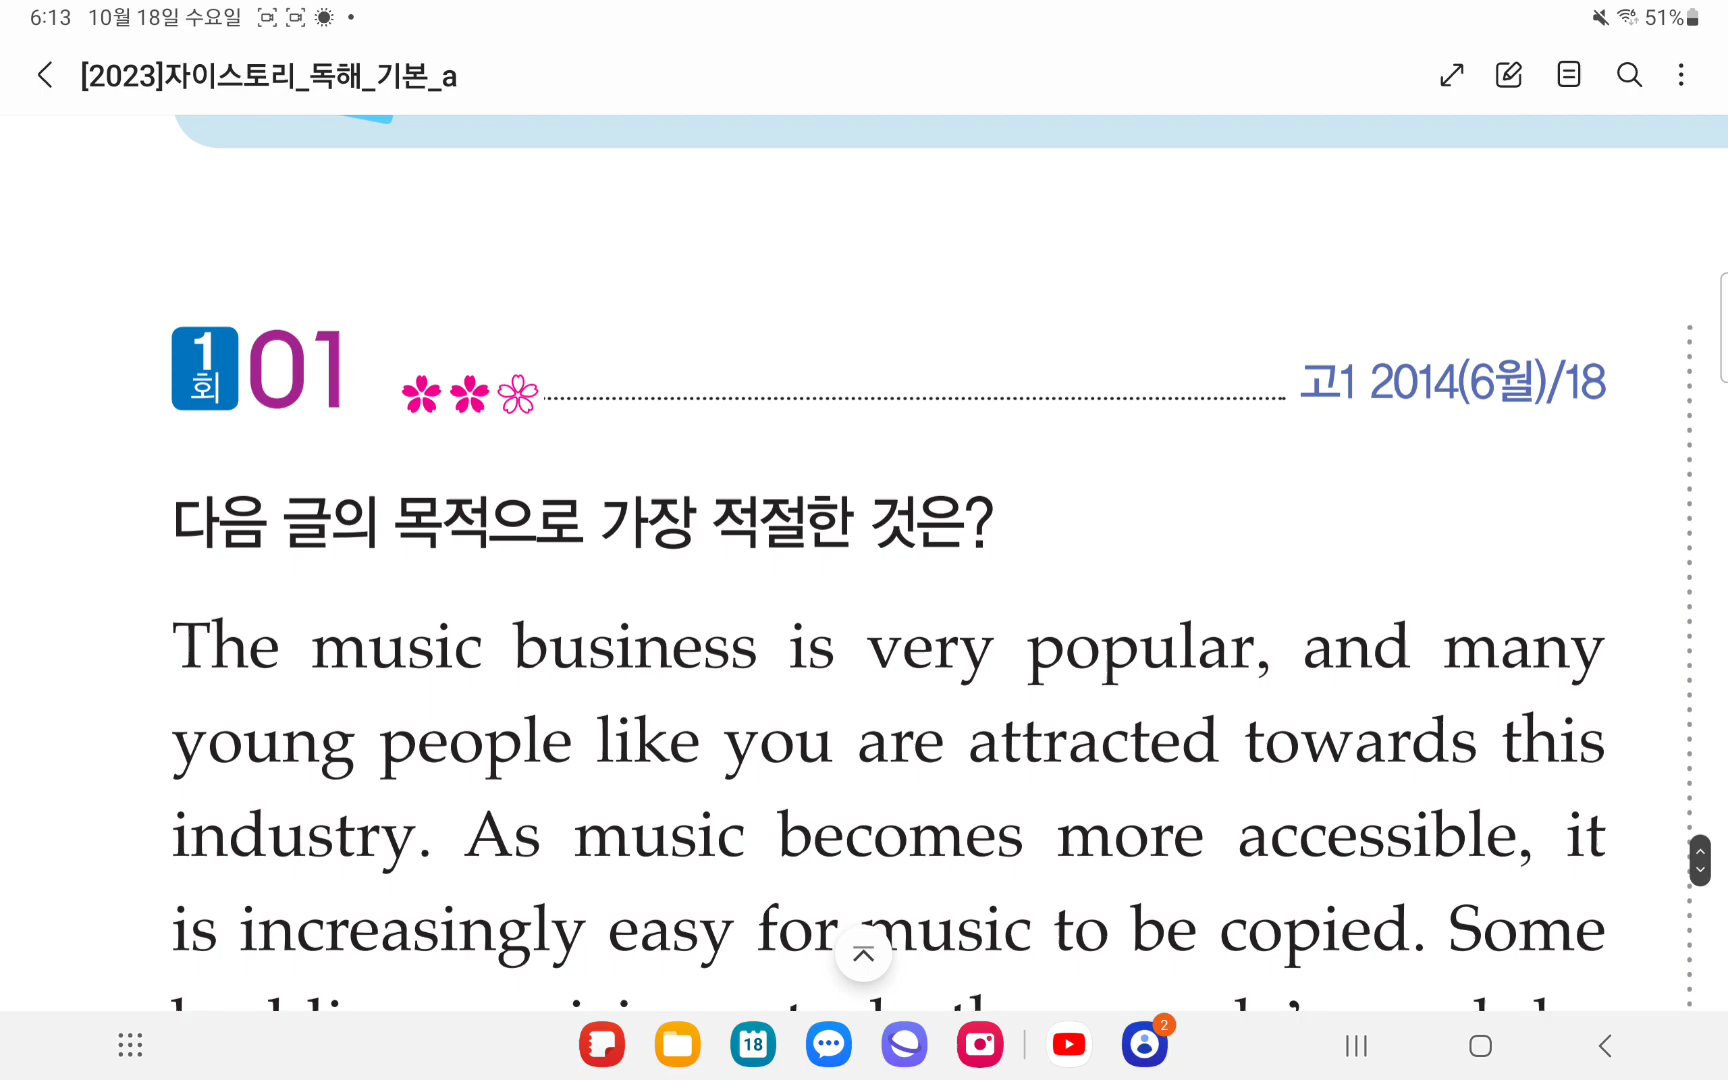 6:13 10월 18일 수요일
51%
[2023]자이스토리_독해_기본_a
1회 01
고1 2014(6월)/18
다음 글의 목적으로 가장 적절한 것은?
The music business is very popular, and many
young people like you are attracted towards this
industry. As music becomes more accessible, it
is increasingly easy for music to be copied. Some
18
2